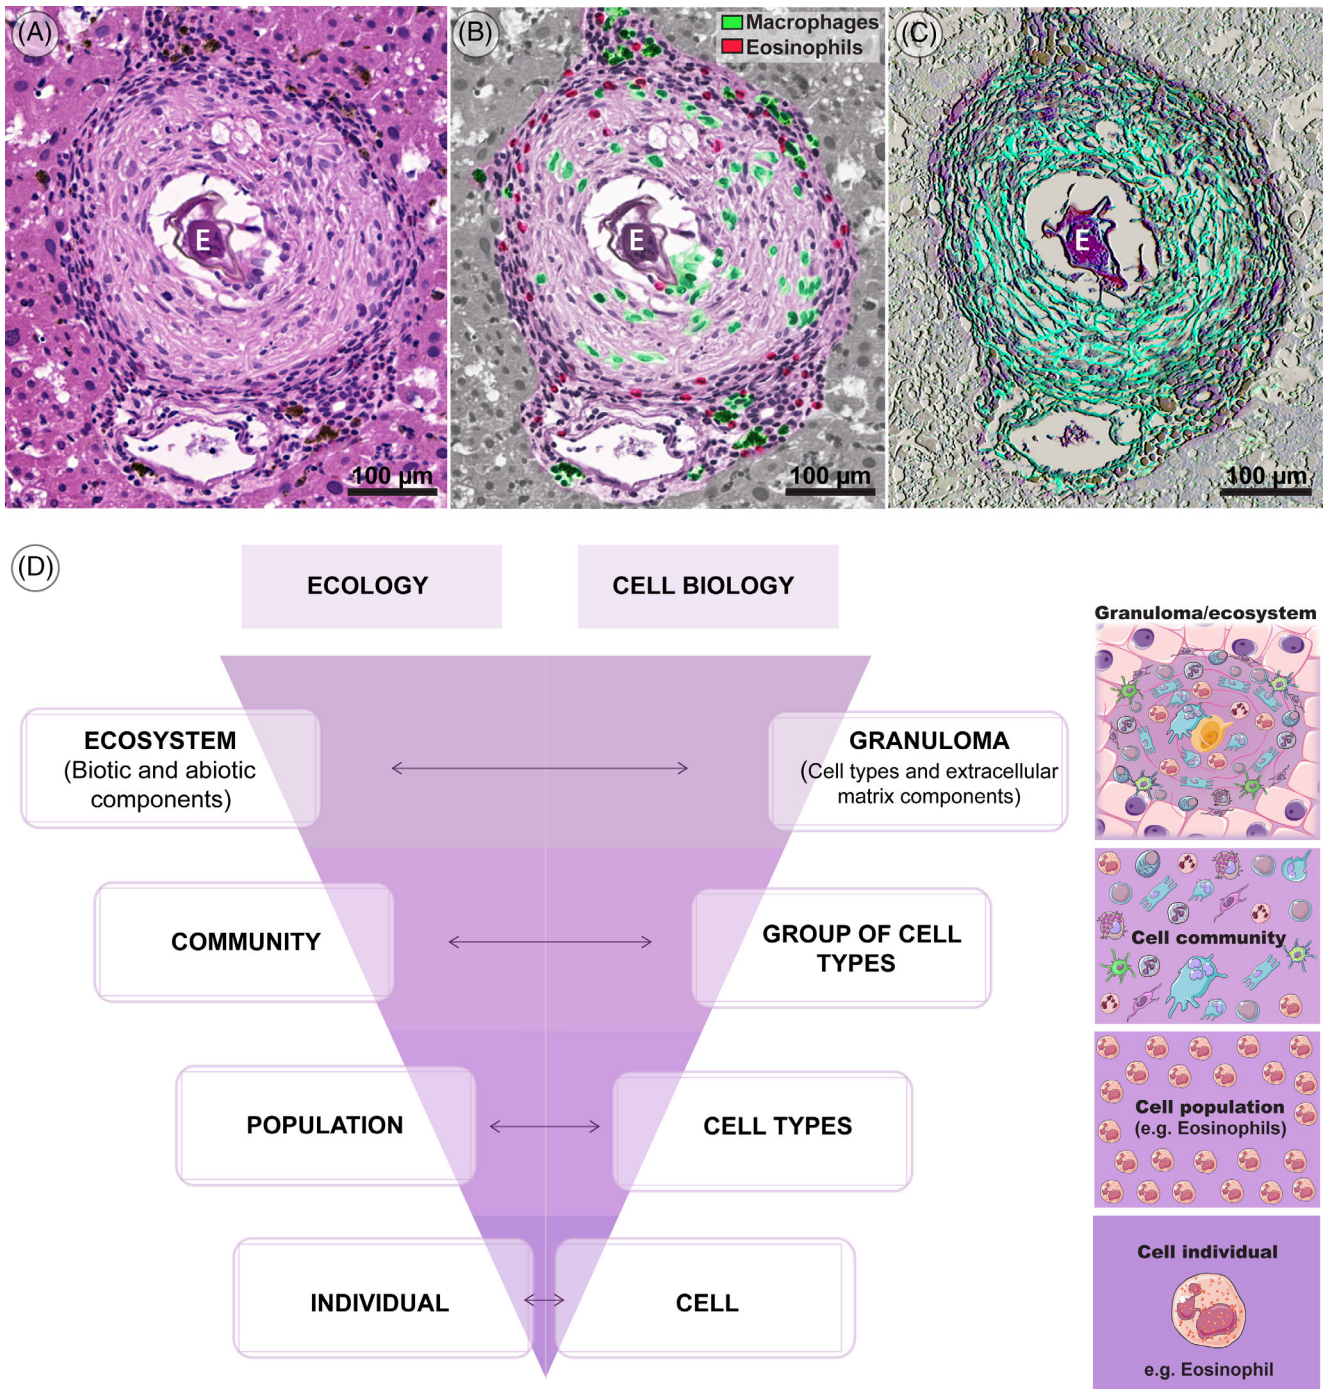 (A)
(B)
Macrophages
Eosinophils
(C)
E
E
E
100 µm
100 µm
100 µm
(D)
ECOLOGY
CELL BIOLOGY
Granuloma/ecosystem
ECOSYSTEM
(Biotic and abiotic
components)
GRANULOMA
(Cell types and extracellular
matrix components)
COMMUNITY
GROUP OF CELL
TYPES
Cell community
POPULATION
CELL TYPES
Cell population
(e.g. Eosinophils)
INDIVIDUAL
CELL
Cell individual
e.g. Eosinophil